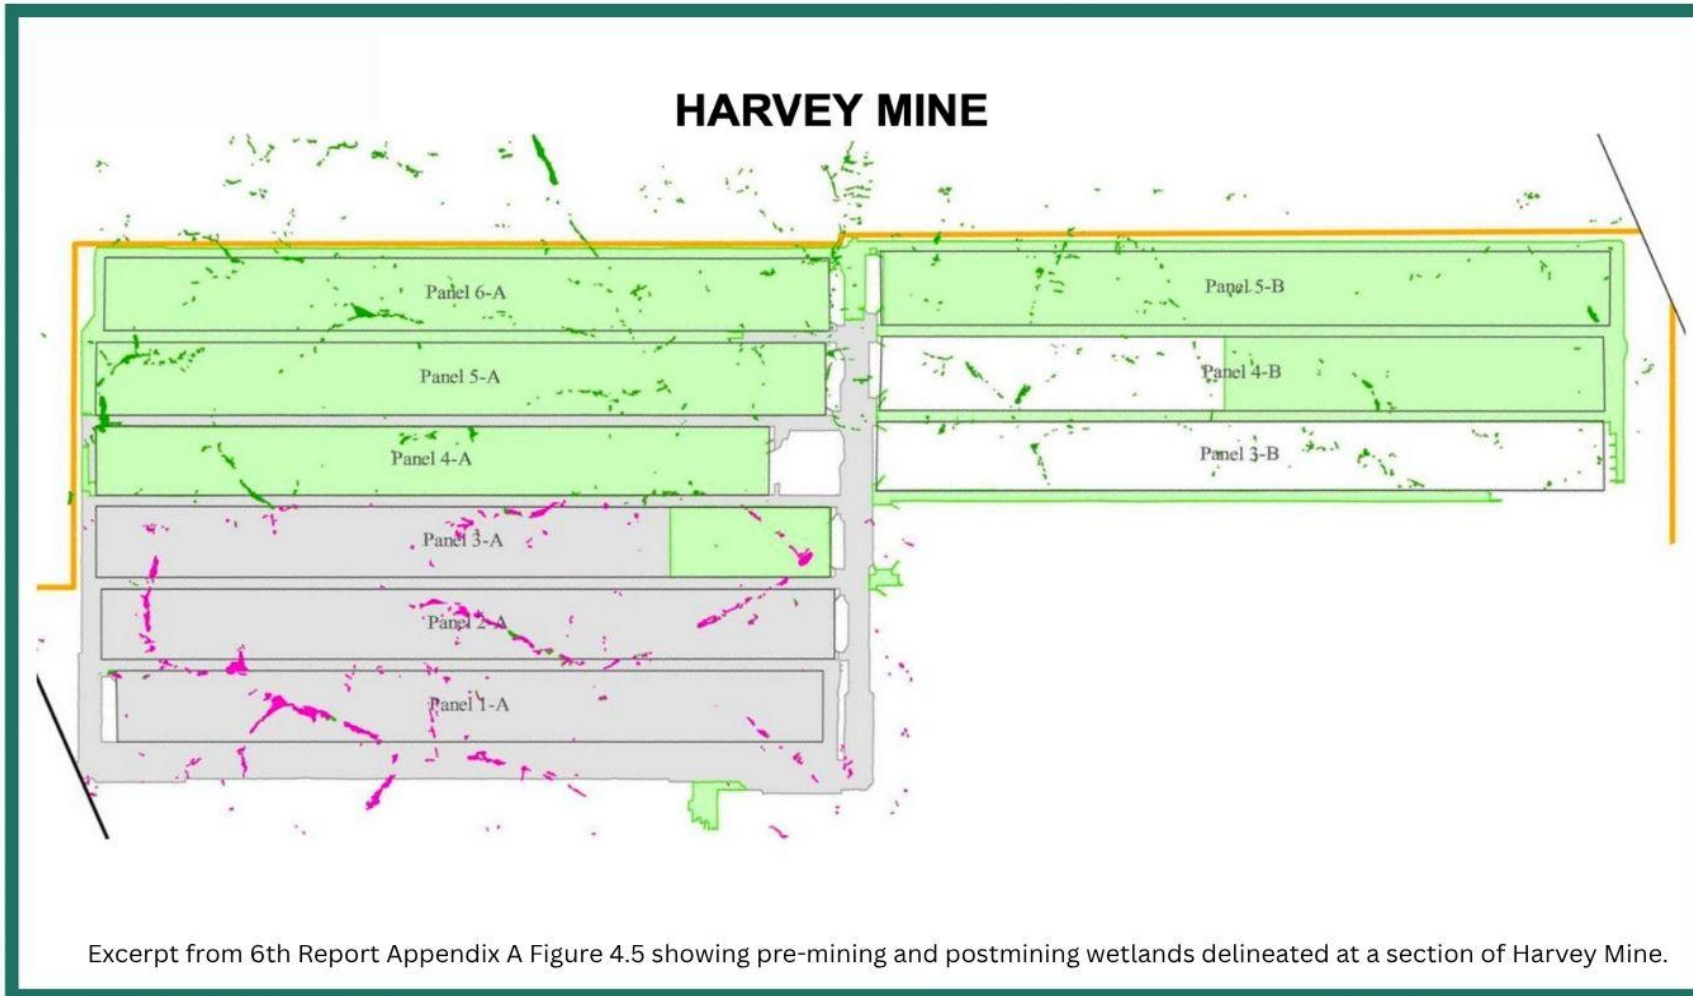 HARVEY MINE
Panel 6-A
Panel 5-B
Panel 5-A
Panel 4-B
Panel 4-A
Panel 3-B
Panel 3-A
Panel 2-A
Panel 1-A
Excerpt from 6th Report Appendix A Figure 4.5 showing pre-mining and postmining wetlands delineated at a section of Harvey Mine.